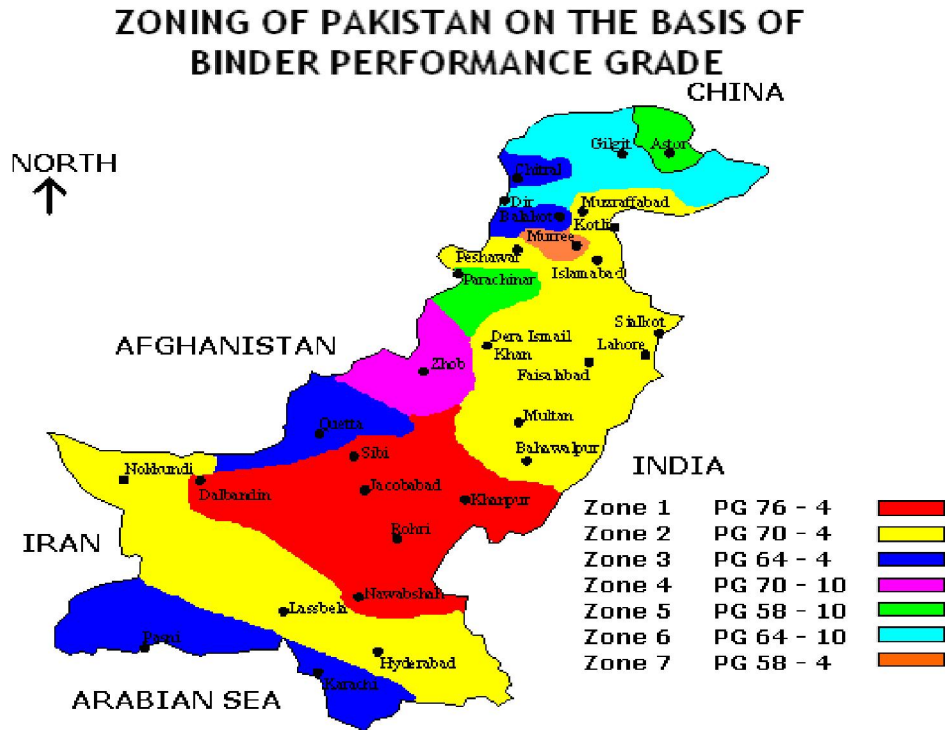 ZONING OF PAKISTAN ON THE BASIS OF
BINDER PERFORMANCE GRADE
CHINA
NORTH
Gilgit
Astor
Chitral
Dir
Muzraffabad
Balakot
Kotli
Murree
Peshawar
Islamabad
Parachinar
Sialkot
AFGHANISTAN
Dera Ismail
Khan
Lahore
Faisalabad
Zhob
Multan
Quetta
Sibi
Bahawalpur
INDIA
Nokkundi
Dalbandin
Jacobabad
Kharpur
Rohri
IRAN
Nawabshah
Lassbeh
Pasni
Hyderabad
Karachi
ARABIAN SEA
Zone 1 PG 76 - 4
Zone 2 PG 70 - 4
Zone 3 PG 64 - 4
Zone 4 PG 70 - 10
Zone 5 PG 58 - 10
Zone 6 PG 64 - 10
Zone 7 PG 58 - 4